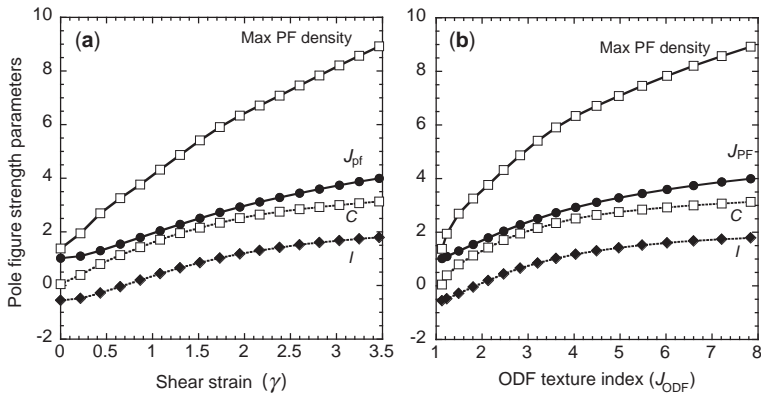 (a)
Max PF density
J_pf
C
I
Pole figure strength parameters
10
8
6
4
2
0
-2
0 0.5 1 1.5 2 2.5 3 3.5
Shear strain (γ)
(b)
Max PF density
J_PF
C
I
10
8
6
4
2
0
-2
1 2 3 4 5 6 7 8
ODF texture index (J_ODF)